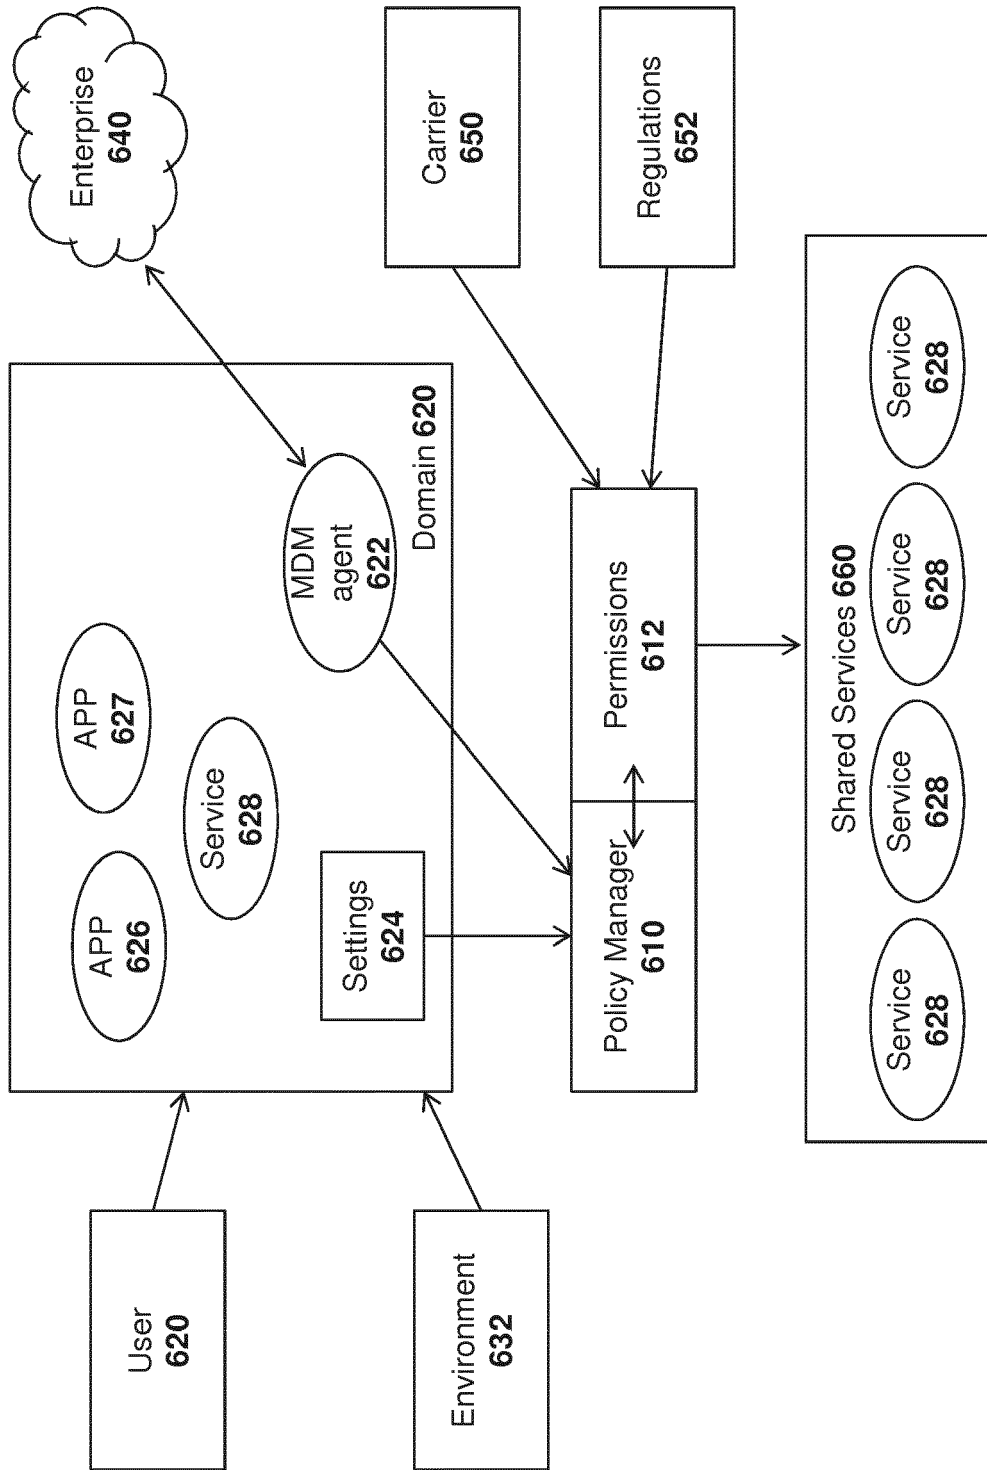 User
620
Environment
632
APP
626
APP
627
Service
628
Settings
624
MDM
agent
622
Domain 620
Enterprise
640
Carrier
650
Regulations
652
Policy Manager
610
Permissions
612
Shared Services 660
Service
628
Service
628
Service
628
Service
628